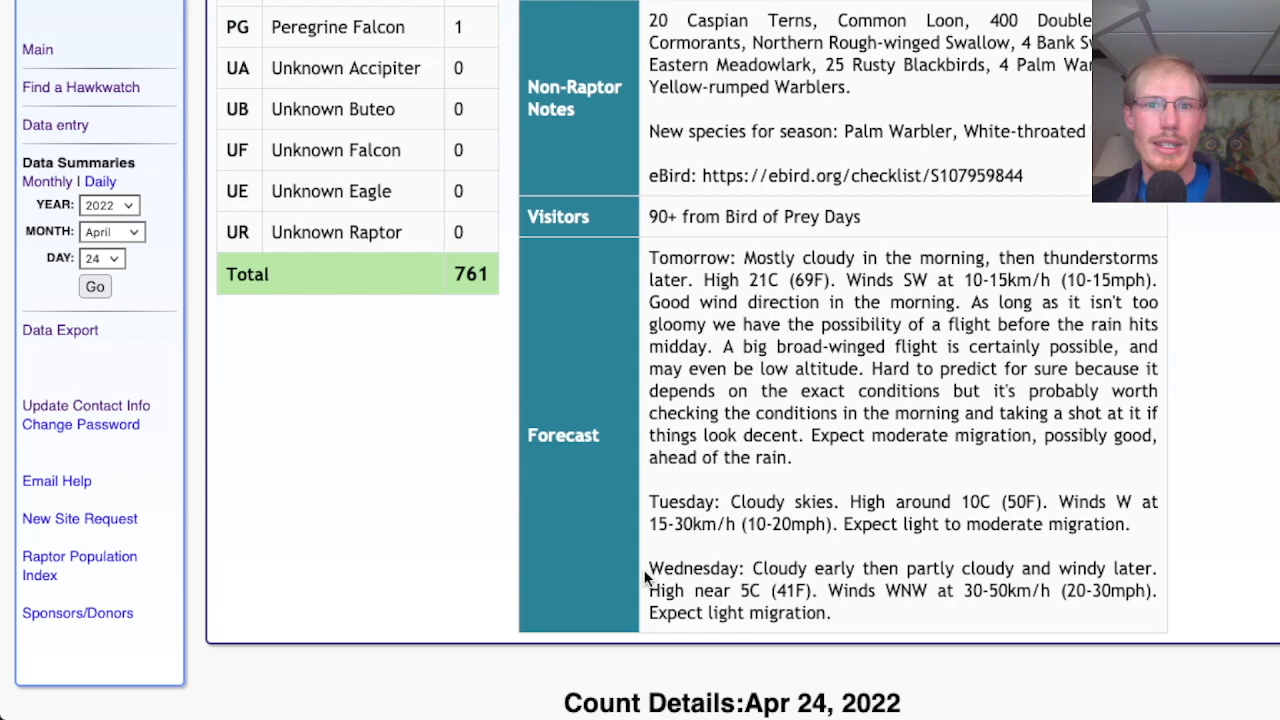 Main
Find a Hawkwatch
Data entry
Data Summaries
Monthly | Daily
YEAR: 2022
MONTH: April
DAY: 24
Go
Data Export
Update Contact Info
Change Password
Email Help
New Site Request
Raptor Population
Index
Sponsors/Donors
PG Peregrine Falcon 1
UA Unknown Accipiter 0
UB Unknown Buteo 0
UF Unknown Falcon 0
UE Unknown Eagle 0
UR Unknown Raptor 0
Total 761
Non-Raptor
Notes
20 Caspian Terns, Common Loon, 400 Double
Cormorants, Northern Rough-winged Swallow, 4 Bank
Eastern Meadowlark, 25 Rusty Blackbirds, 4 Palm
Yellow-rumped Warblers.
New species for season: Palm Warbler, White-throated
eBird: https://ebird.org/checklist/S107959844
Visitors
90+ from Bird of Prey Days
Forecast
Tomorrow: Mostly cloudy in the morning, then thunderstorms
later. High 21C (69F). Winds SW at 10-15km/h (10-15mph).
Good wind direction in the morning. As long as it isn't too
gloomy we have the possibility of a flight before the rain hits
midday. A big broad-winged flight is certainly possible, and
may even be low altitude. Hard to predict for sure because it
depends on the exact conditions but it's probably worth
checking the conditions in the morning and taking a shot at it if
things look decent. Expect moderate migration, possibly good,
ahead of the rain.
Tuesday: Cloudy skies. High around 10C (50F). Winds W at
15-30km/h (10-20mph). Expect light to moderate migration.
Wednesday: Cloudy early then partly cloudy and windy later.
High near 5C (41F). Winds WNW at 30-50km/h (20-30mph).
Expect light migration.
Count Details:Apr 24, 2022